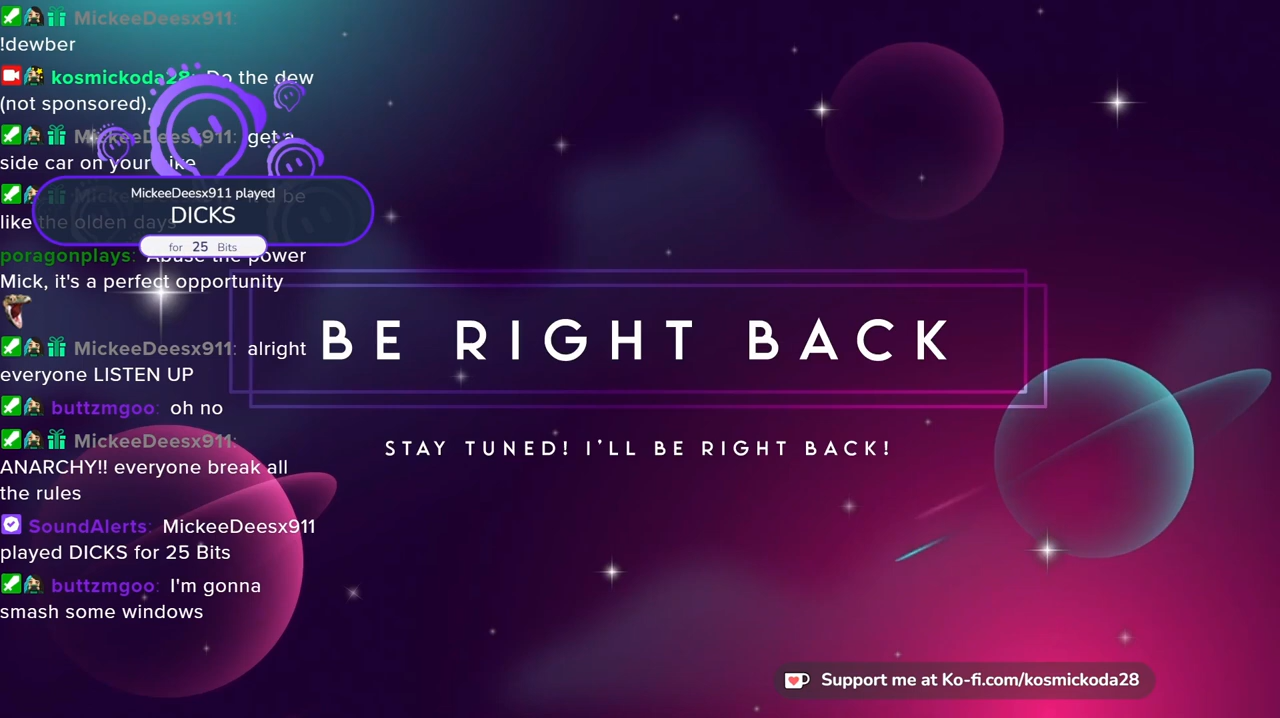 MickeeDeesx911:
!dewber
kosmickoda28: Do the dew
(not sponsored).
MickeeDeesx911: get a
side car on your bike
be
like the olden days
MickeeDeesx911 played
DICKS
for 25 Bits
poragonplays: Abuse the power
Mick, it's a perfect opportunity
MickeeDeesx911: alright
everyone LISTEN UP
buttzmgoo: oh no
MickeeDeesx911:
ANARCHY!! everyone break all
the rules
SoundAlerts: MickeeDeesx911
played DICKS for 25 Bits
buttzmgoo: I'm gonna
smash some windows
BE RIGHT BACK
STAY TUNED! I'LL BE RIGHT BACK!
Support me at Ko-fi.com/kosmickoda28